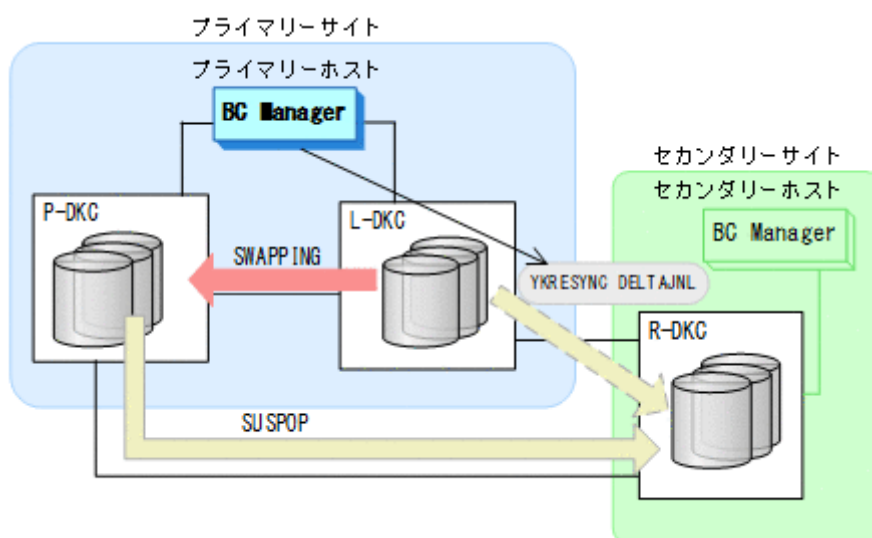 プライマリーサイト
プライマリーホスト
BC Manager
セカンダリーサイト
セカンダリーホスト
P-DKC
L-DKC
BC Manager
SWAPPING
YKRESYNC DELTAJNL
R-DKC
SUSPOP